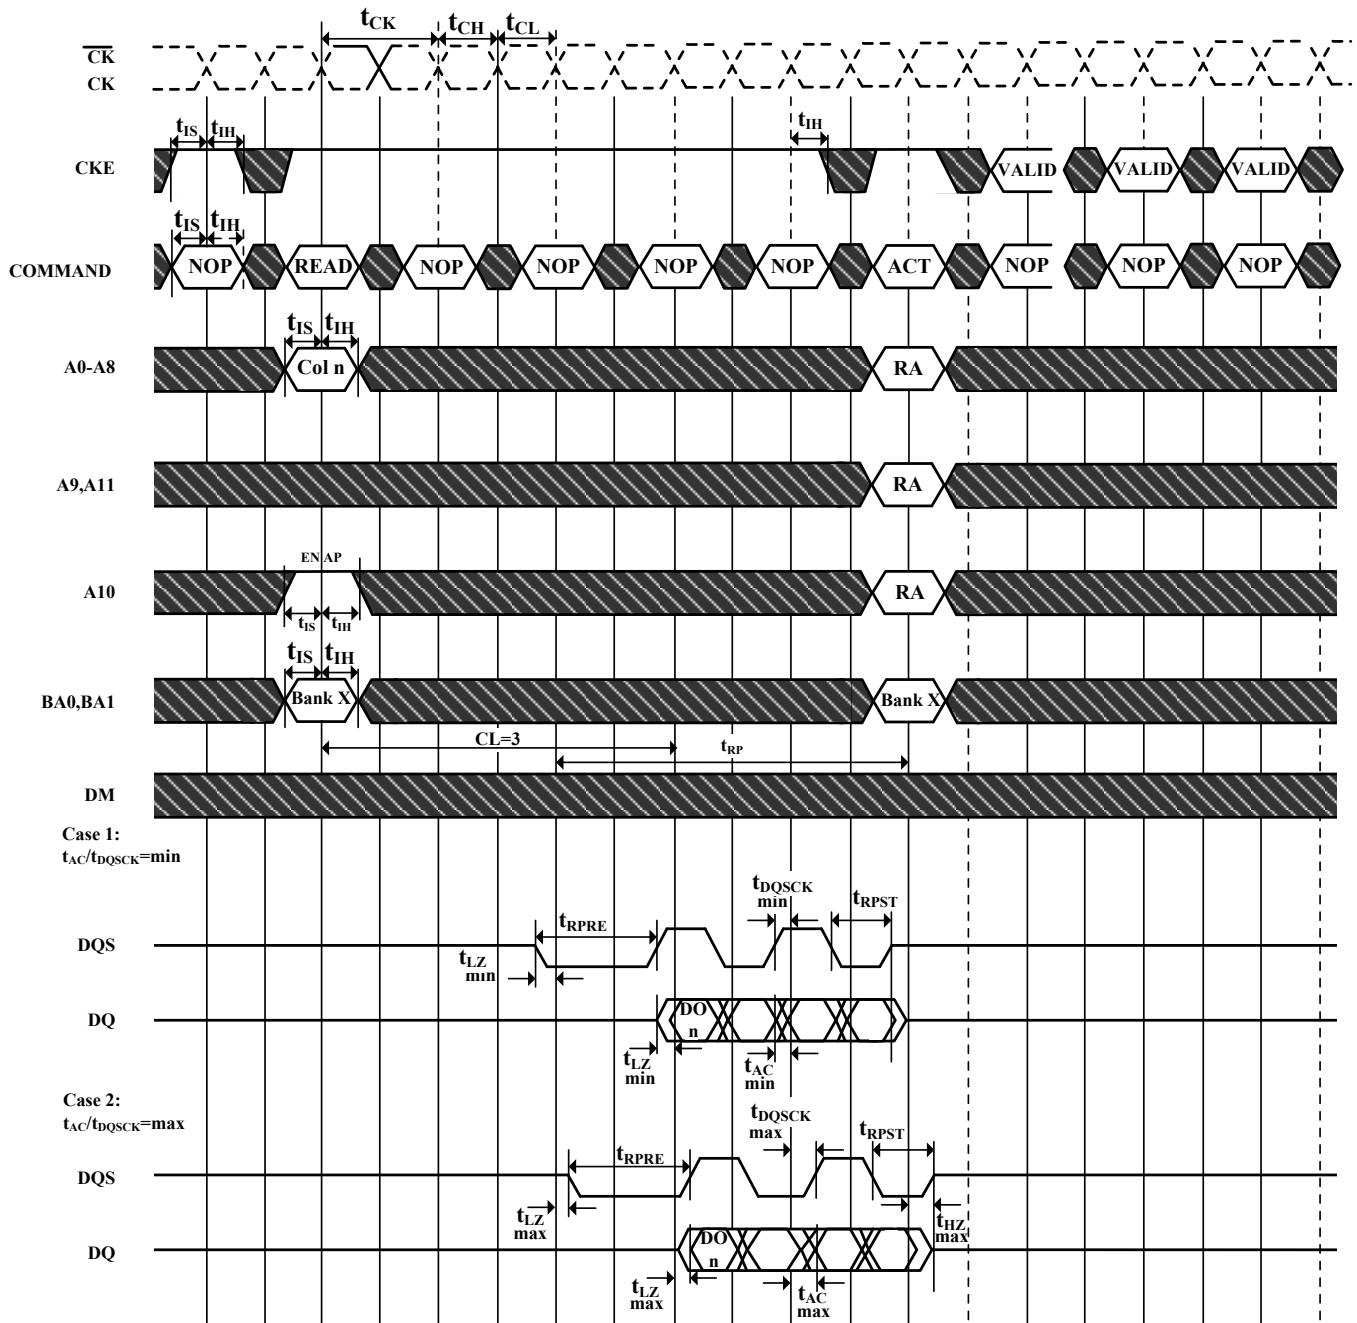 tCK tCH tCL
CK
CK
tIS tIH tIH
CKE VALID VALID VALID
tIS tIH
COMMAND NOP READ NOP NOP NOP NOP ACT NOP NOP NOP
tIS tIH
A0-A8 Col n RA
A9,A11 RA
EN AP
A10 RA
tIS tIH
tIS tIH
BA0,BA1 Bank X Bank X
CL=3 tRP
DM
Case 1:
tAC/tDQSCK=min
tDQSCK min tRPST
tRPRE
DQS
tLZ min
DQ DO n
tLZ min tAC min
Case 2:
tAC/tDQSCK=max
tDQSCK max tRPST
tRPRE
DQS
tLZ max tHZ max
DQ DO n
tLZ max tAC max